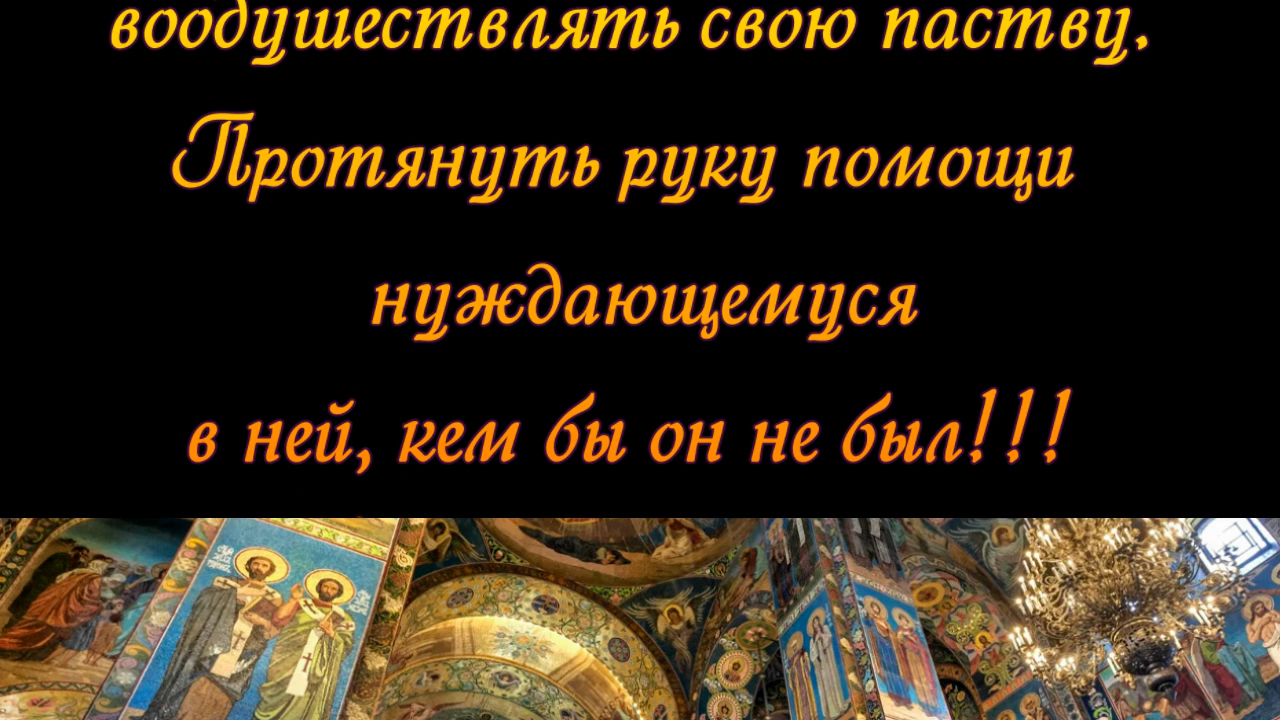 воодушествлять свою паству.
Протянуть руку помощи
нуждающемуся
в ней, кем бы он не был!!!